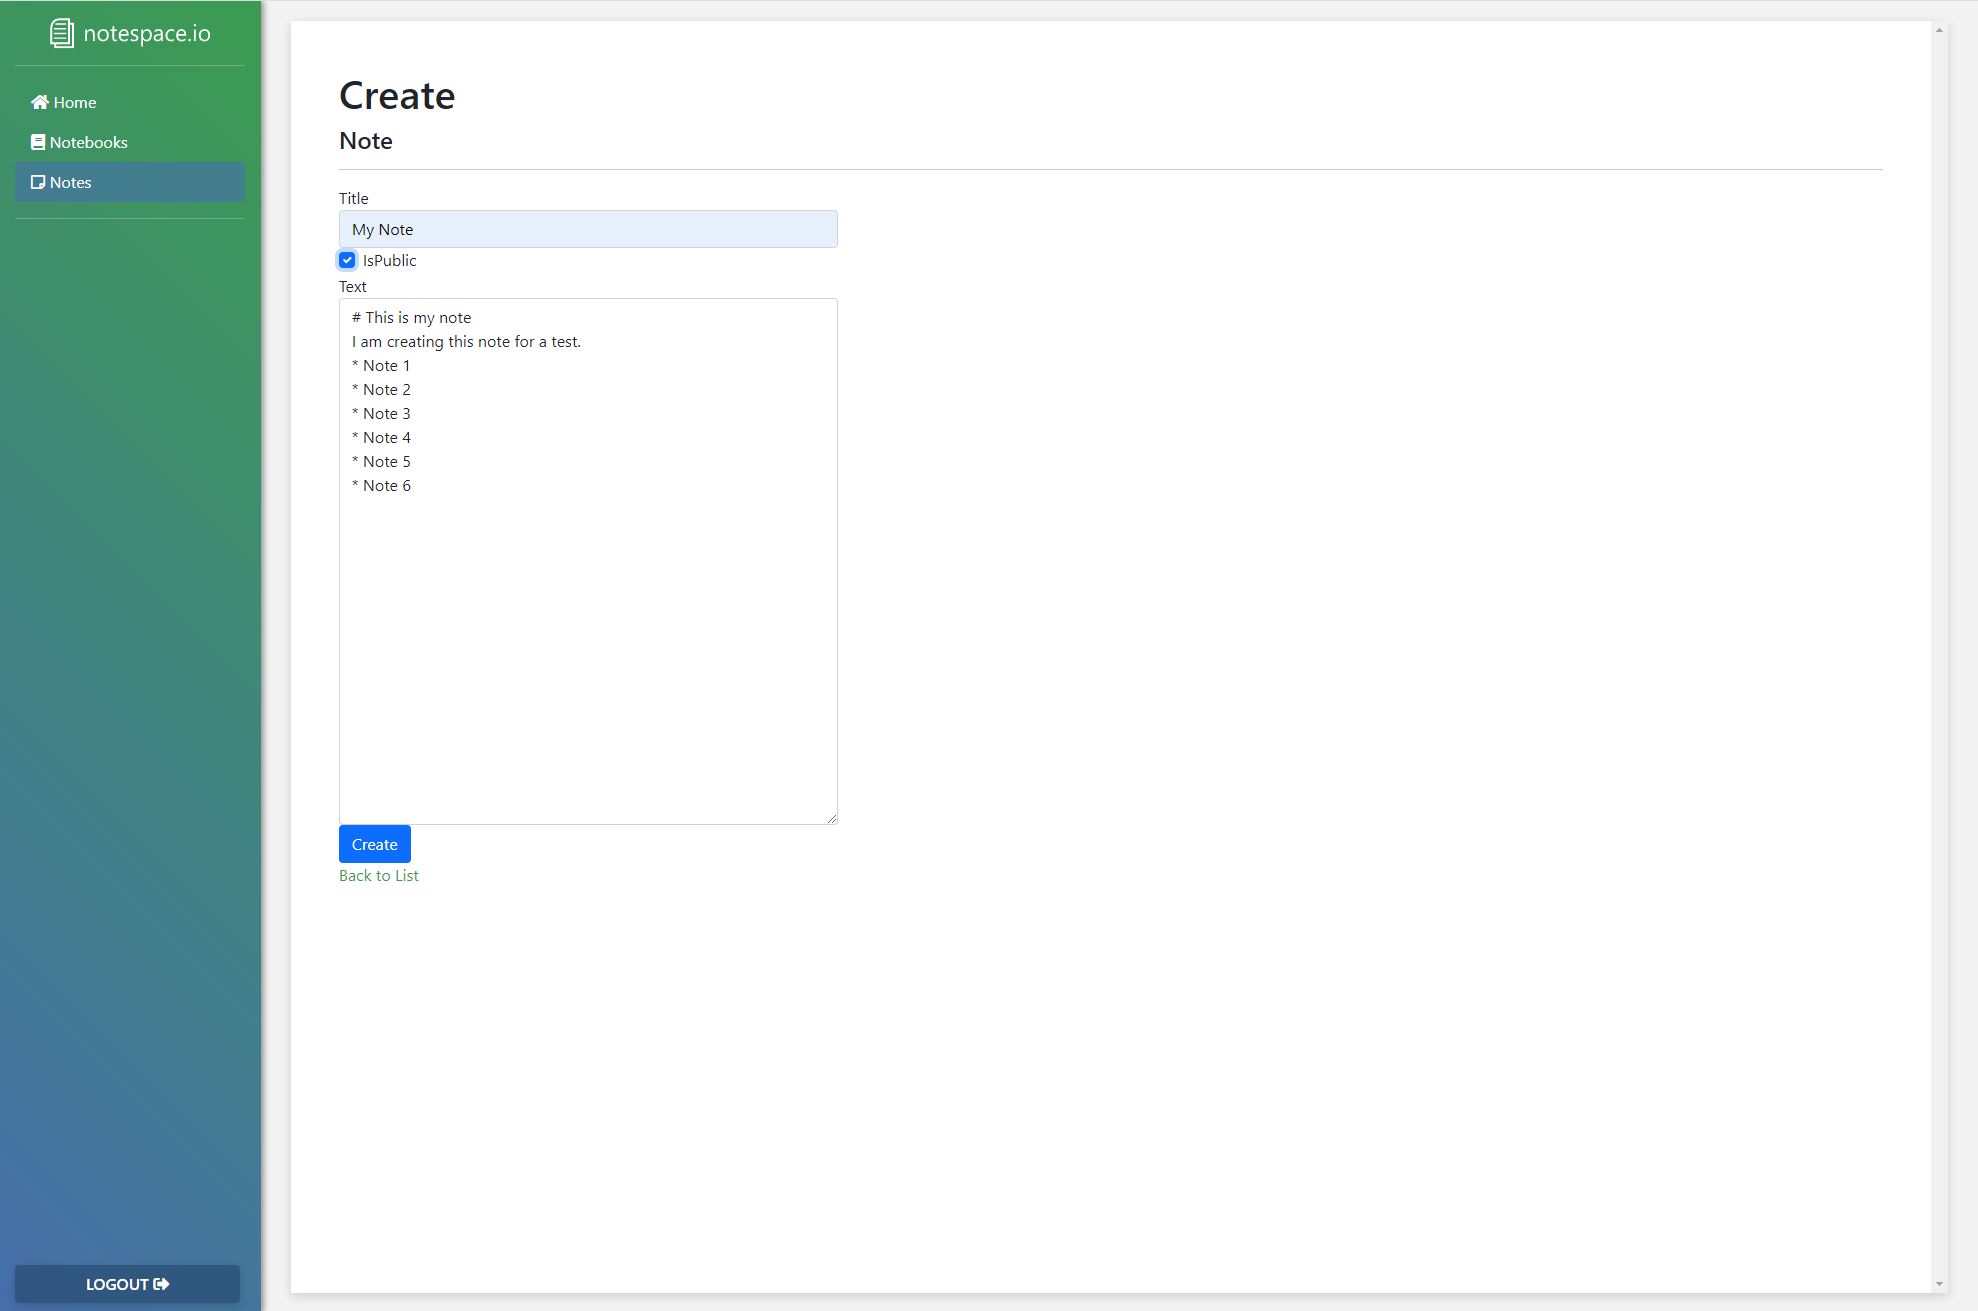 notespace.io
Home
Notebooks
Notes
LOGOUT
Create
Note
Title
My Note
IsPublic
Text
# This is my note
I am creating this note for a test.
* Note 1
* Note 2
* Note 3
* Note 4
* Note 5
* Note 6
Create
Back to List